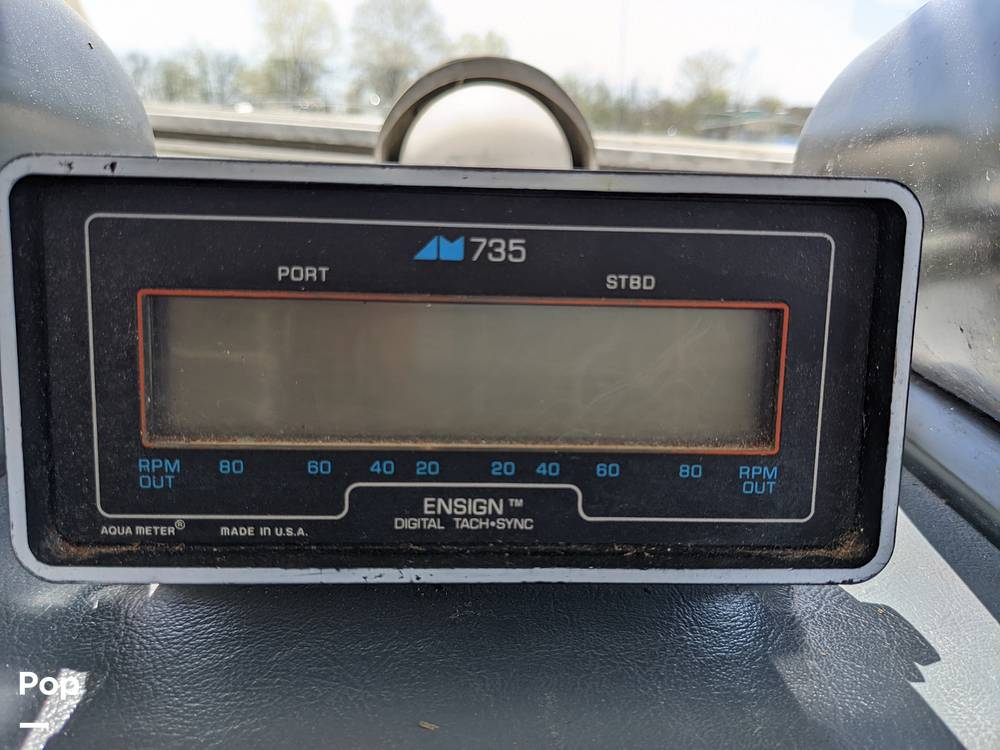 AM 735
PORT STBD
RPM OUT 80 60 40 20 20 40 60 80 RPM OUT
ENSIGN™
DIGITAL TACH•SYNC
AQUA METER® MADE IN U.S.A.
Pop